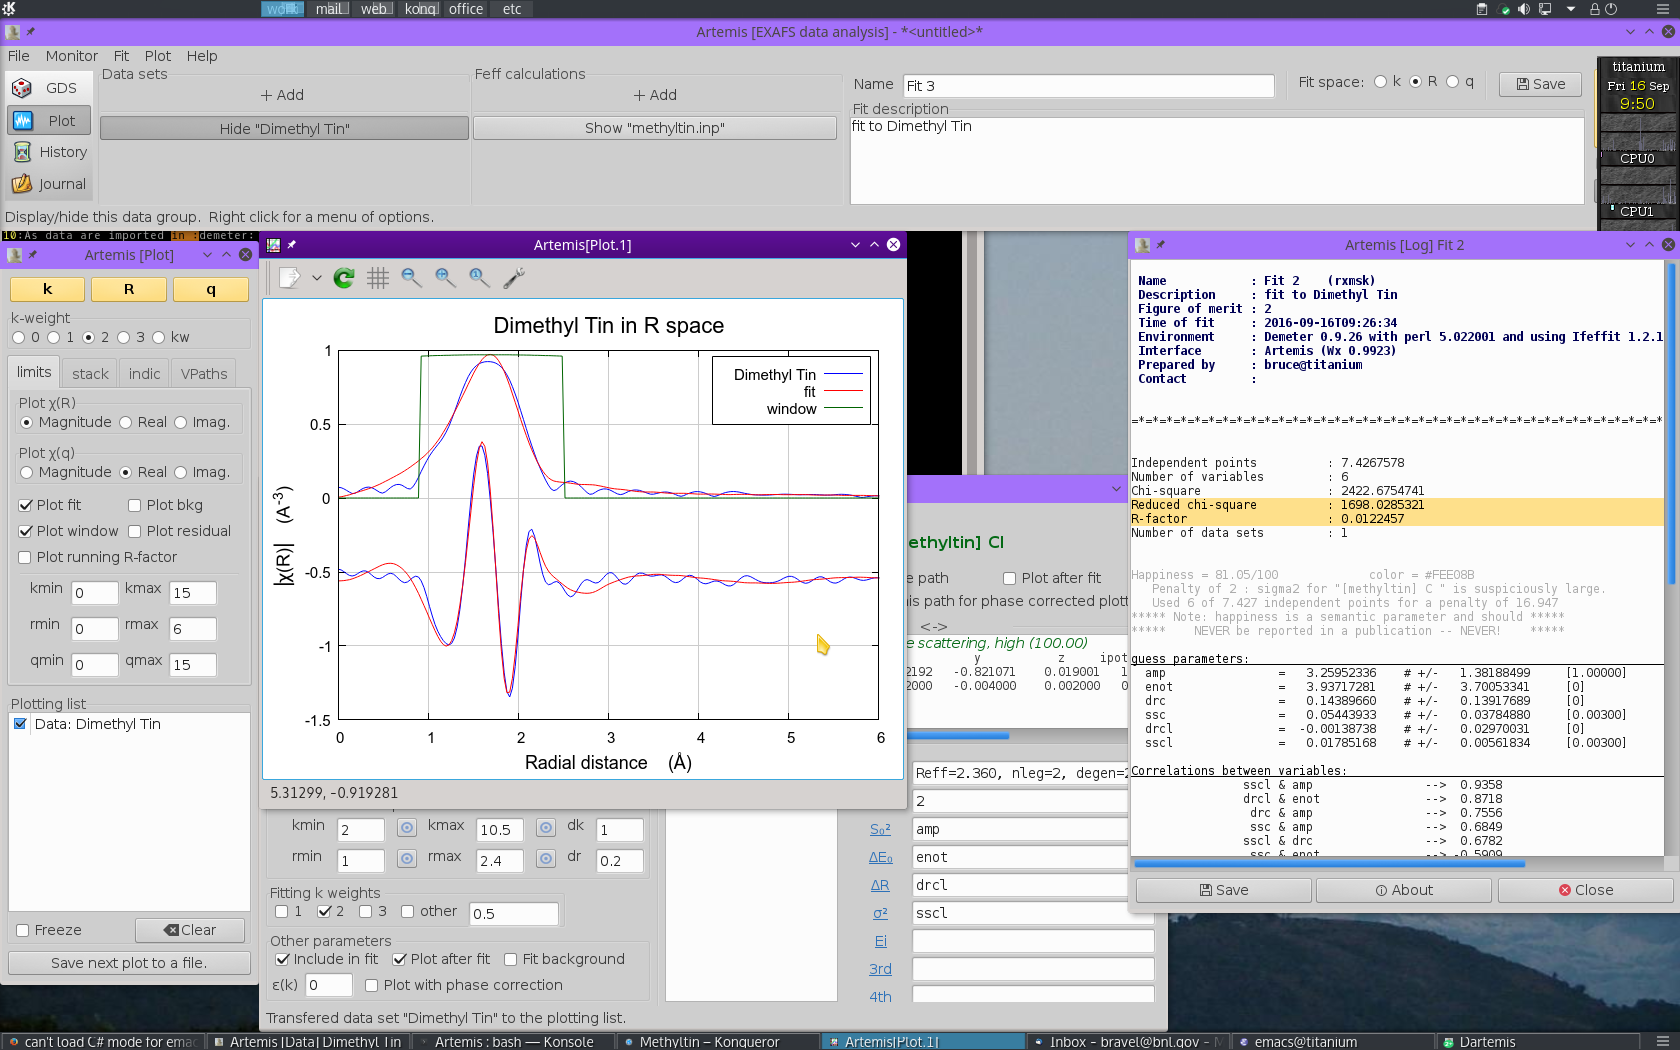 work mail web konq office etc
Artemis [EXAFS data analysis] - *<untitled>*
File Monitor Fit Plot Help
GDS
Plot
History
Journal
Data sets
+ Add
Hide "Dimethyl Tin"
Feff calculations
+ Add
Show "methyltin.inp"
Name Fit 3
Fit space: k R q
Save
Fit description
fit to Dimethyl Tin
titanium
Fri 16 Sep
9:50
CPU0
CPU1
Display/hide this data group. Right click for a menu of options.
10:As data are imported in :demeter:
Artemis [Plot]
k R q
k-weight
0 1 2 3 kw
limits stack indic VPaths
Plot χ(R)
Magnitude Real Imag.
Plot χ(q)
Magnitude Real Imag.
Plot fit Plot bkg
Plot window Plot residual
Plot running R-factor
kmin 0 kmax 15
rmin 0 rmax 6
qmin 0 qmax 15
Plotting list
Data: Dimethyl Tin
Freeze Clear
Save next plot to a file.
Artemis[Plot.1]
Dimethyl Tin in R space
Dimethyl Tin
fit
window
1
0.5
0
-0.5
-1
-1.5
|χ(R)| (Å-3)
0 1 2 3 4 5 6
Radial distance (Å)
5.31299, -0.919281
kmin 2 kmax 10.5 dk 1
rmin 1 rmax 2.4 dr 0.2
Fitting k weights
1 2 3 other 0.5
Other parameters
Include in fit Plot after fit Fit background
ε(k) 0 Plot with phase correction
Transfered data set "Dimethyl Tin" to the plotting list.
ethyltin] Cl
e path Plot after fit
is path for phase corrected plott
<->
e scattering, high (100.00)
y z ipot
2192 -0.821071 0.019001 1
2000 -0.004000 0.002000 0
Reff=2.360, nleg=2, degen=2
2
S₀² amp
ΔE₀ enot
ΔR drcl
σ² sscl
Ei
3rd
4th
Artemis [Log] Fit 2
Name : Fit 2 (rxmsk)
Description : fit to Dimethyl Tin
Figure of merit : 2
Time of fit : 2016-09-16T09:26:34
Environment : Demeter 0.9.26 with perl 5.022001 and using Ifeffit 1.2.1
Interface : Artemis (Wx 0.9923)
Prepared by : bruce@titanium
Contact :
=*=*=*=*=*=*=*=*=*=*=*=*=*=*=*=*=*=*=*=*=*=*=*=*=*=*=*=*=*=*=*=*=*=*=*=*=*=*
Independent points : 7.4267578
Number of variables : 6
Chi-square : 2422.6754741
Reduced chi-square : 1698.0285321
R-factor : 0.0122457
Number of data sets : 1
Happiness = 81.05/100 color = #FEE08B
Penalty of 2 : sigma2 for "[methyltin] C " is suspiciously large.
Used 6 of 7.427 independent points for a penalty of 16.947
***** Note: happiness is a semantic parameter and should *****
***** NEVER be reported in a publication -- NEVER! *****
guess parameters:
amp = 3.25952336 # +/- 1.38188499 [1.00000]
enot = 3.93717281 # +/- 3.70053341 [0]
drc = 0.14389660 # +/- 0.13917689 [0]
ssc = 0.05443933 # +/- 0.03784880 [0.00300]
drcl = -0.00138738 # +/- 0.02970031 [0]
sscl = 0.01785168 # +/- 0.00561834 [0.00300]
Correlations between variables:
sscl & amp --> 0.9358
drcl & enot --> 0.8718
drc & amp --> 0.7556
ssc & amp --> 0.6849
sscl & drc --> 0.6782
ssc & enot --> -0.5909
Save About Close
can't load C# mode for emac
Artemis [Data] Dimethyl Tin
Artemis : bash — Konsole
Methyltin – Konqueror
Artemis[Plot.1]
Inbox - bravel@bnl.gov - M
emacs@titanium
Dartemis